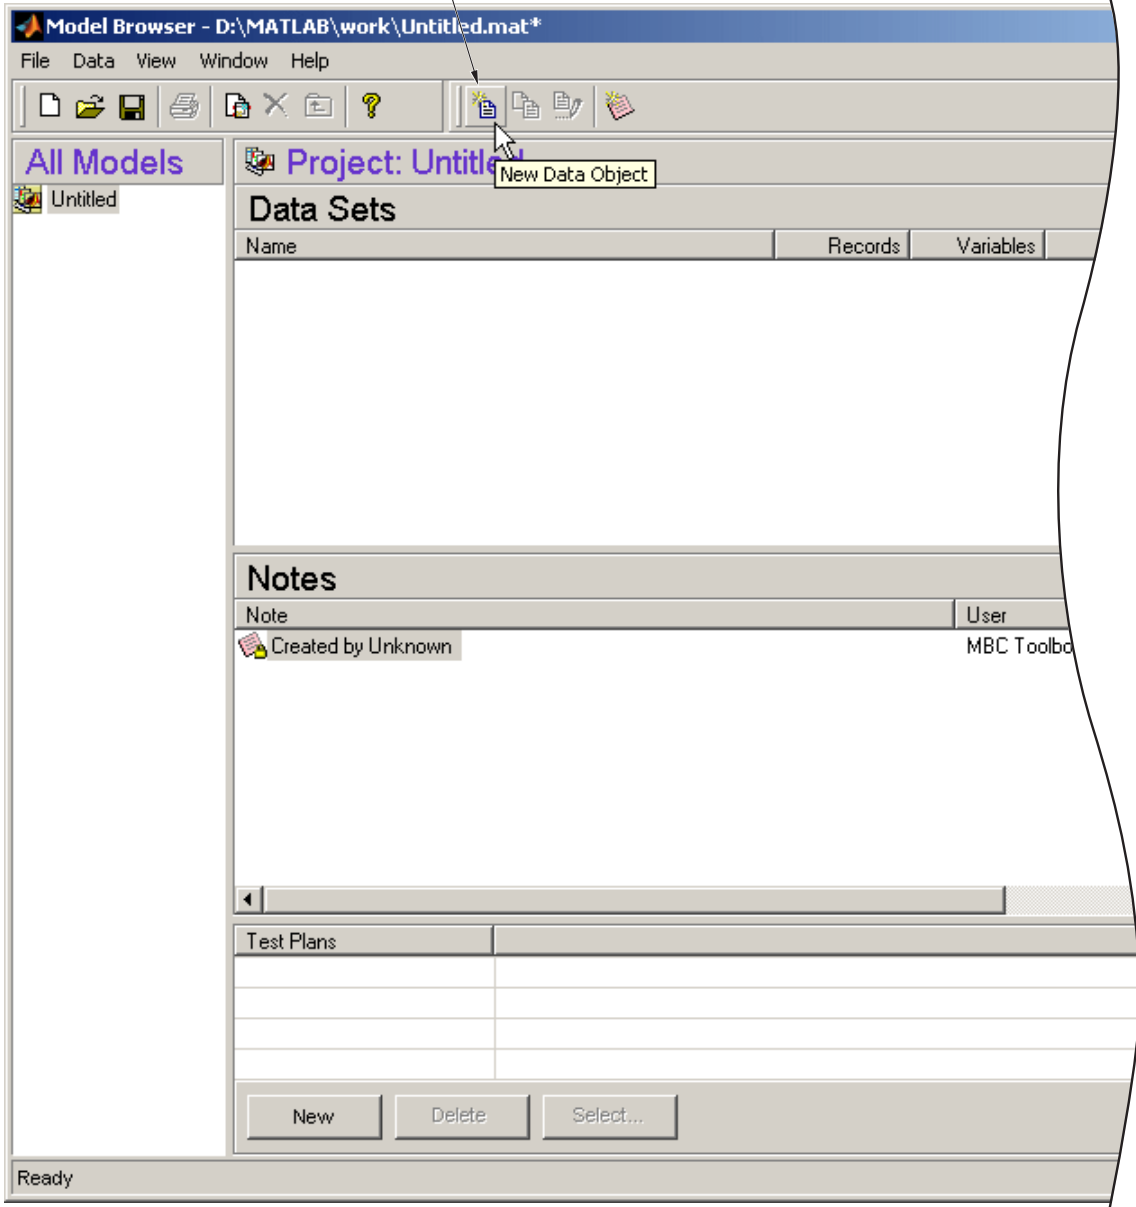 Model Browser - D:\MATLAB\work\Untitled.mat*
File Data View Window Help
All Models
Project: Untitled
New Data Object
Untitled
Data Sets
Name Records Variables
Notes
Note User
Created by Unknown MBC Toolbo
Test Plans
New Delete Select...
Ready